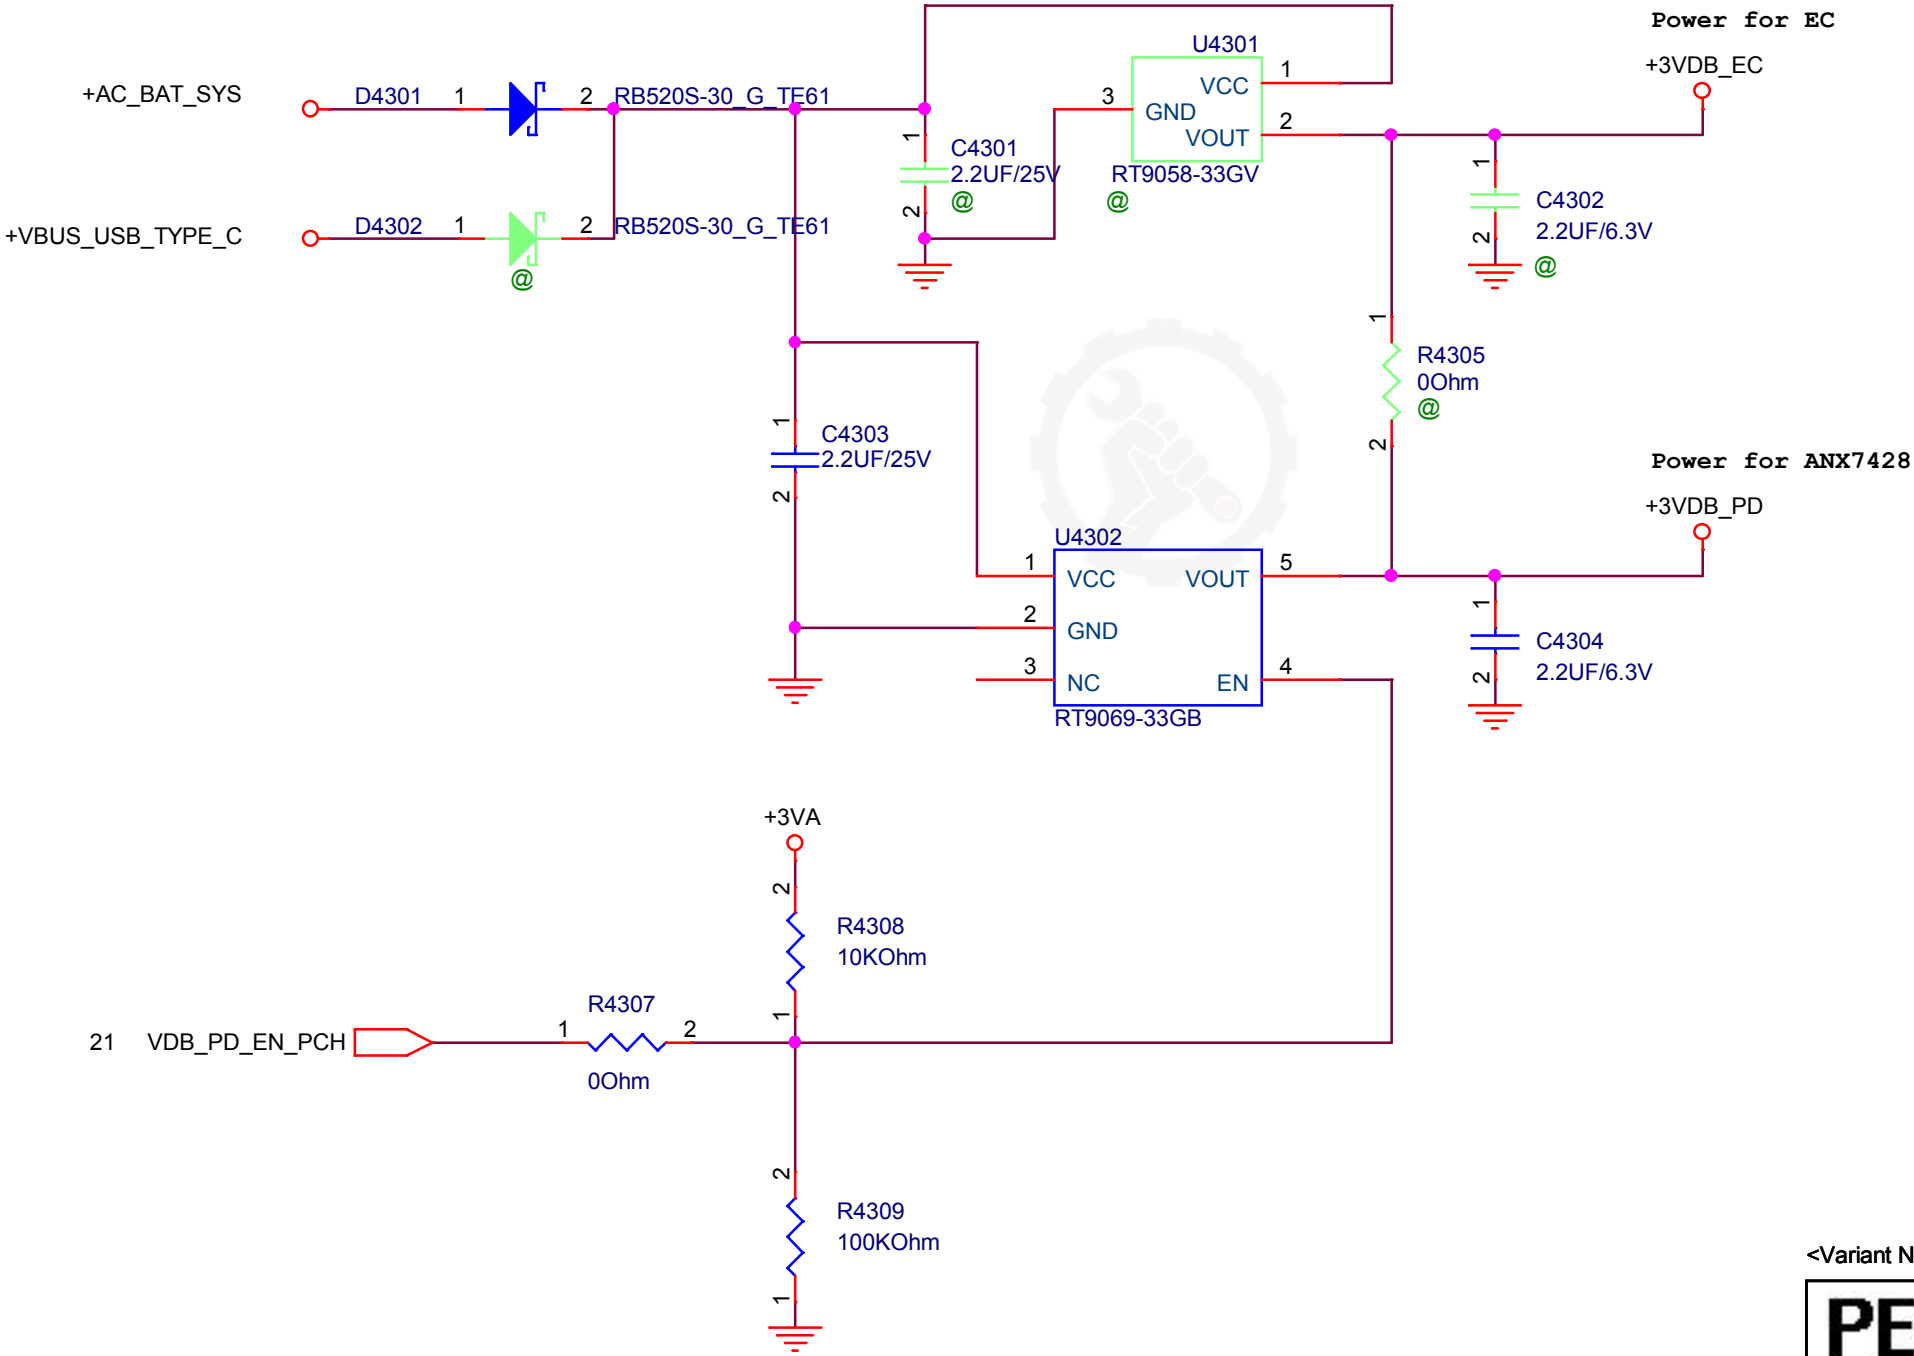 Power for EC
+3VDB_EC
U4301
1 VCC
3 GND
2 VOUT
RT9058-33GV
@
+AC_BAT_SYS
D4301 1 2 RB520S-30_G_TE61
1
C4301
2.2UF/25V
@
2
+VBUS_USB_TYPE_C
D4302 1 2 RB520S-30_G_TE61
@
1
C4302
2.2UF/6.3V
2
@
1
R4305
0Ohm
@
2
1
C4303
2.2UF/25V
2
Power for ANX7428
+3VDB_PD
U4302
1 VCC VOUT 5
2 GND
3 NC EN 4
RT9069-33GB
1
C4304
2.2UF/6.3V
2
+3VA
2
R4308
10KOhm
1
R4307
21 VDB_PD_EN_PCH 1 2
0Ohm
2
R4309
100KOhm
1
<Variant N
PE